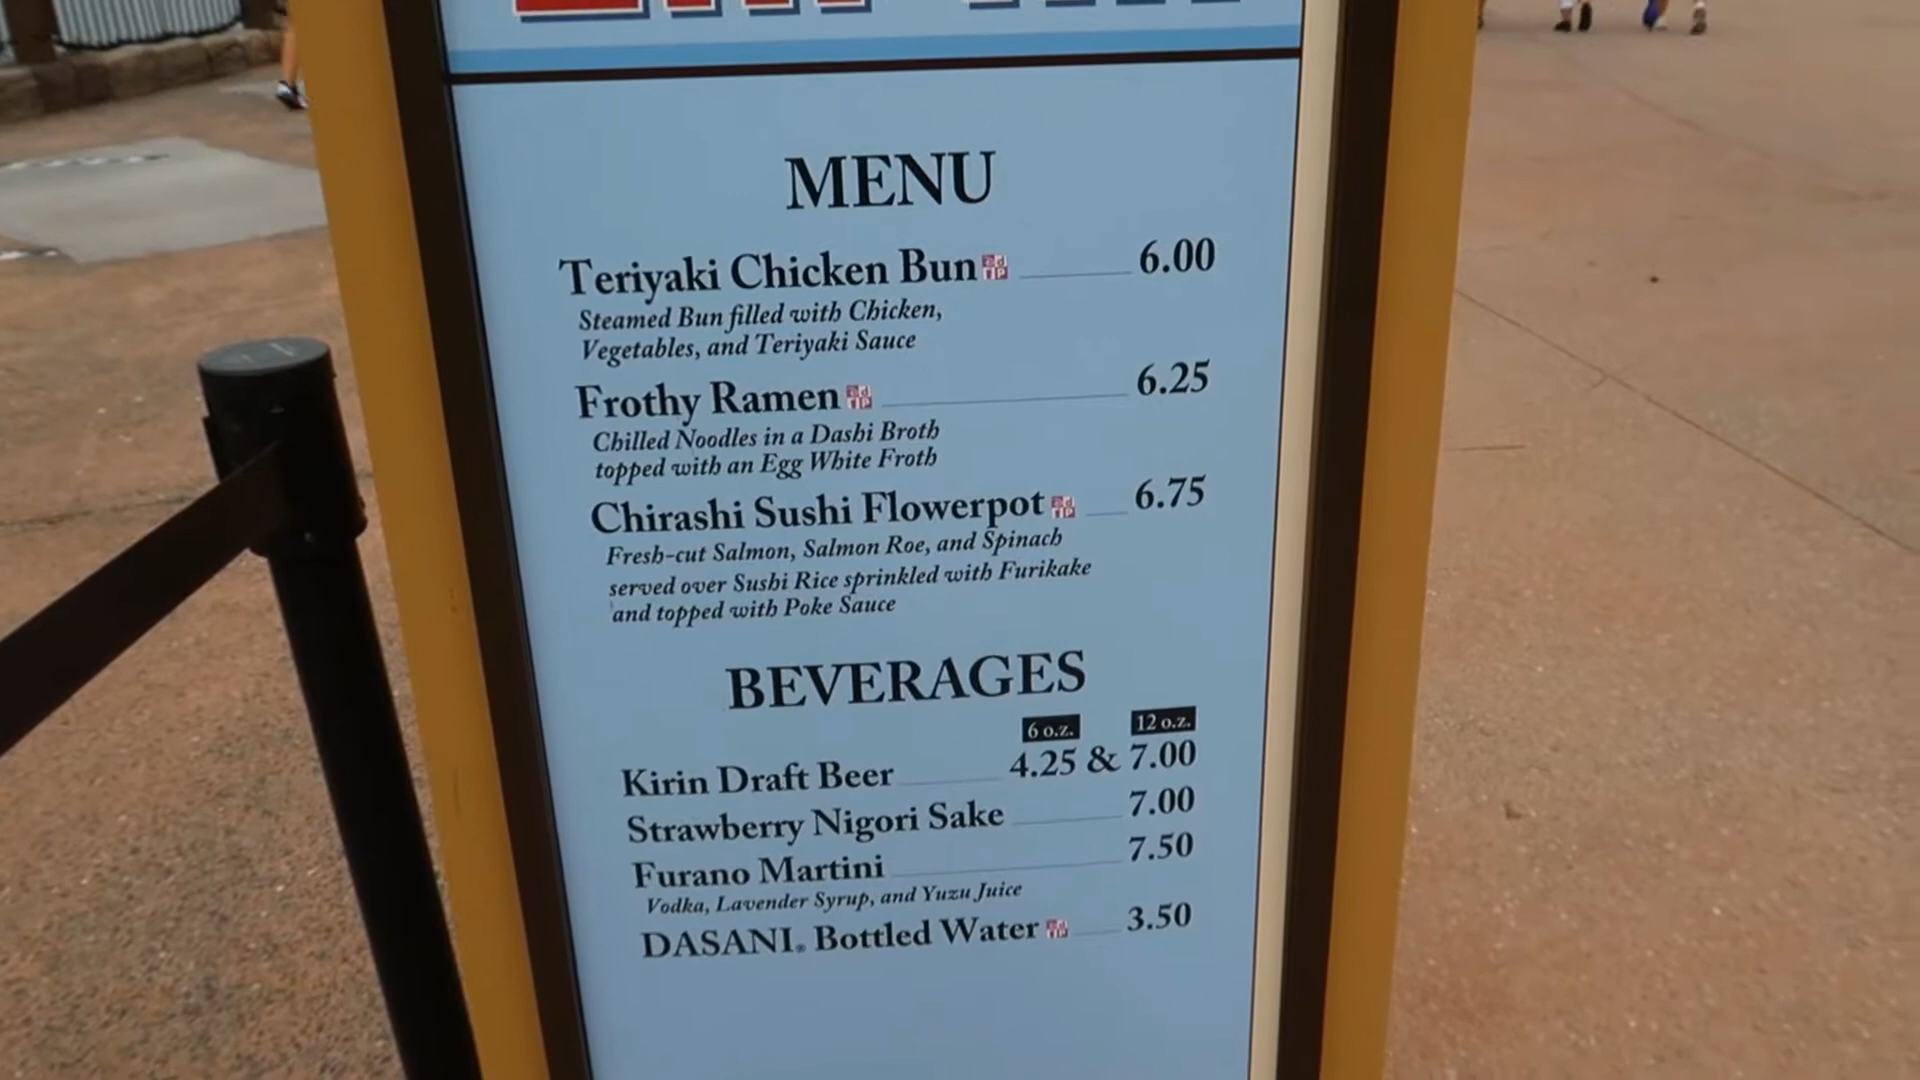 MENU
Teriyaki Chicken Bun 6.00
Steamed Bun filled with Chicken,
Vegetables, and Teriyaki Sauce
Frothy Ramen 6.25
Chilled Noodles in a Dashi Broth
topped with an Egg White Froth
Chirashi Sushi Flowerpot 6.75
Fresh-cut Salmon, Salmon Roe, and Spinach
served over Sushi Rice sprinkled with Furikake
and topped with Poke Sauce
BEVERAGES
6 o.z. 12 o.z.
Kirin Draft Beer 4.25 & 7.00
Strawberry Nigori Sake 7.00
Furano Martini 7.50
Vodka, Lavender Syrup, and Yuzu Juice
DASANI® Bottled Water 3.50